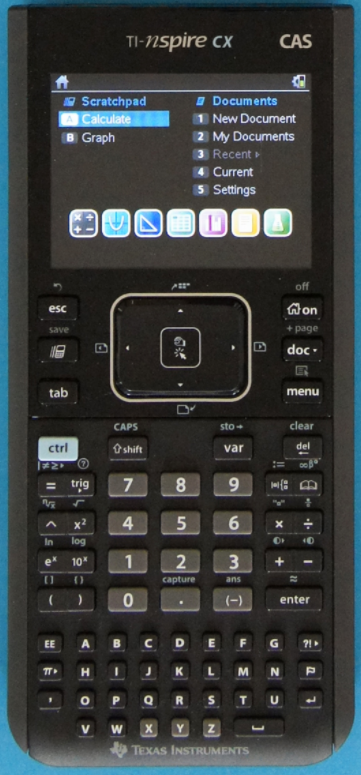 TI-nspire CX CAS
Scratchpad
A Calculate
B Graph
Documents
1 New Document
2 My Documents
3 Recent ▸
4 Current
5 Settings
off
esc
on
save
+ page
doc ▾
tab
menu
CAPS sto→ clear
ctrl ⇧shift var del
|≠≥▸ ? := ∞β°
= trig 7 8 9
ⁿ√x √ "□"
^ x² 4 5 6 × ÷
ln log
eˣ 10ˣ 1 2 3 + −
[ ] { } capture ans ≈
( ) 0 . (−) enter
EE A B C D E F G ?!▸
π▸ H I J K L M N
, O P Q R S T U ↵
V W X Y Z
TEXAS INSTRUMENTS